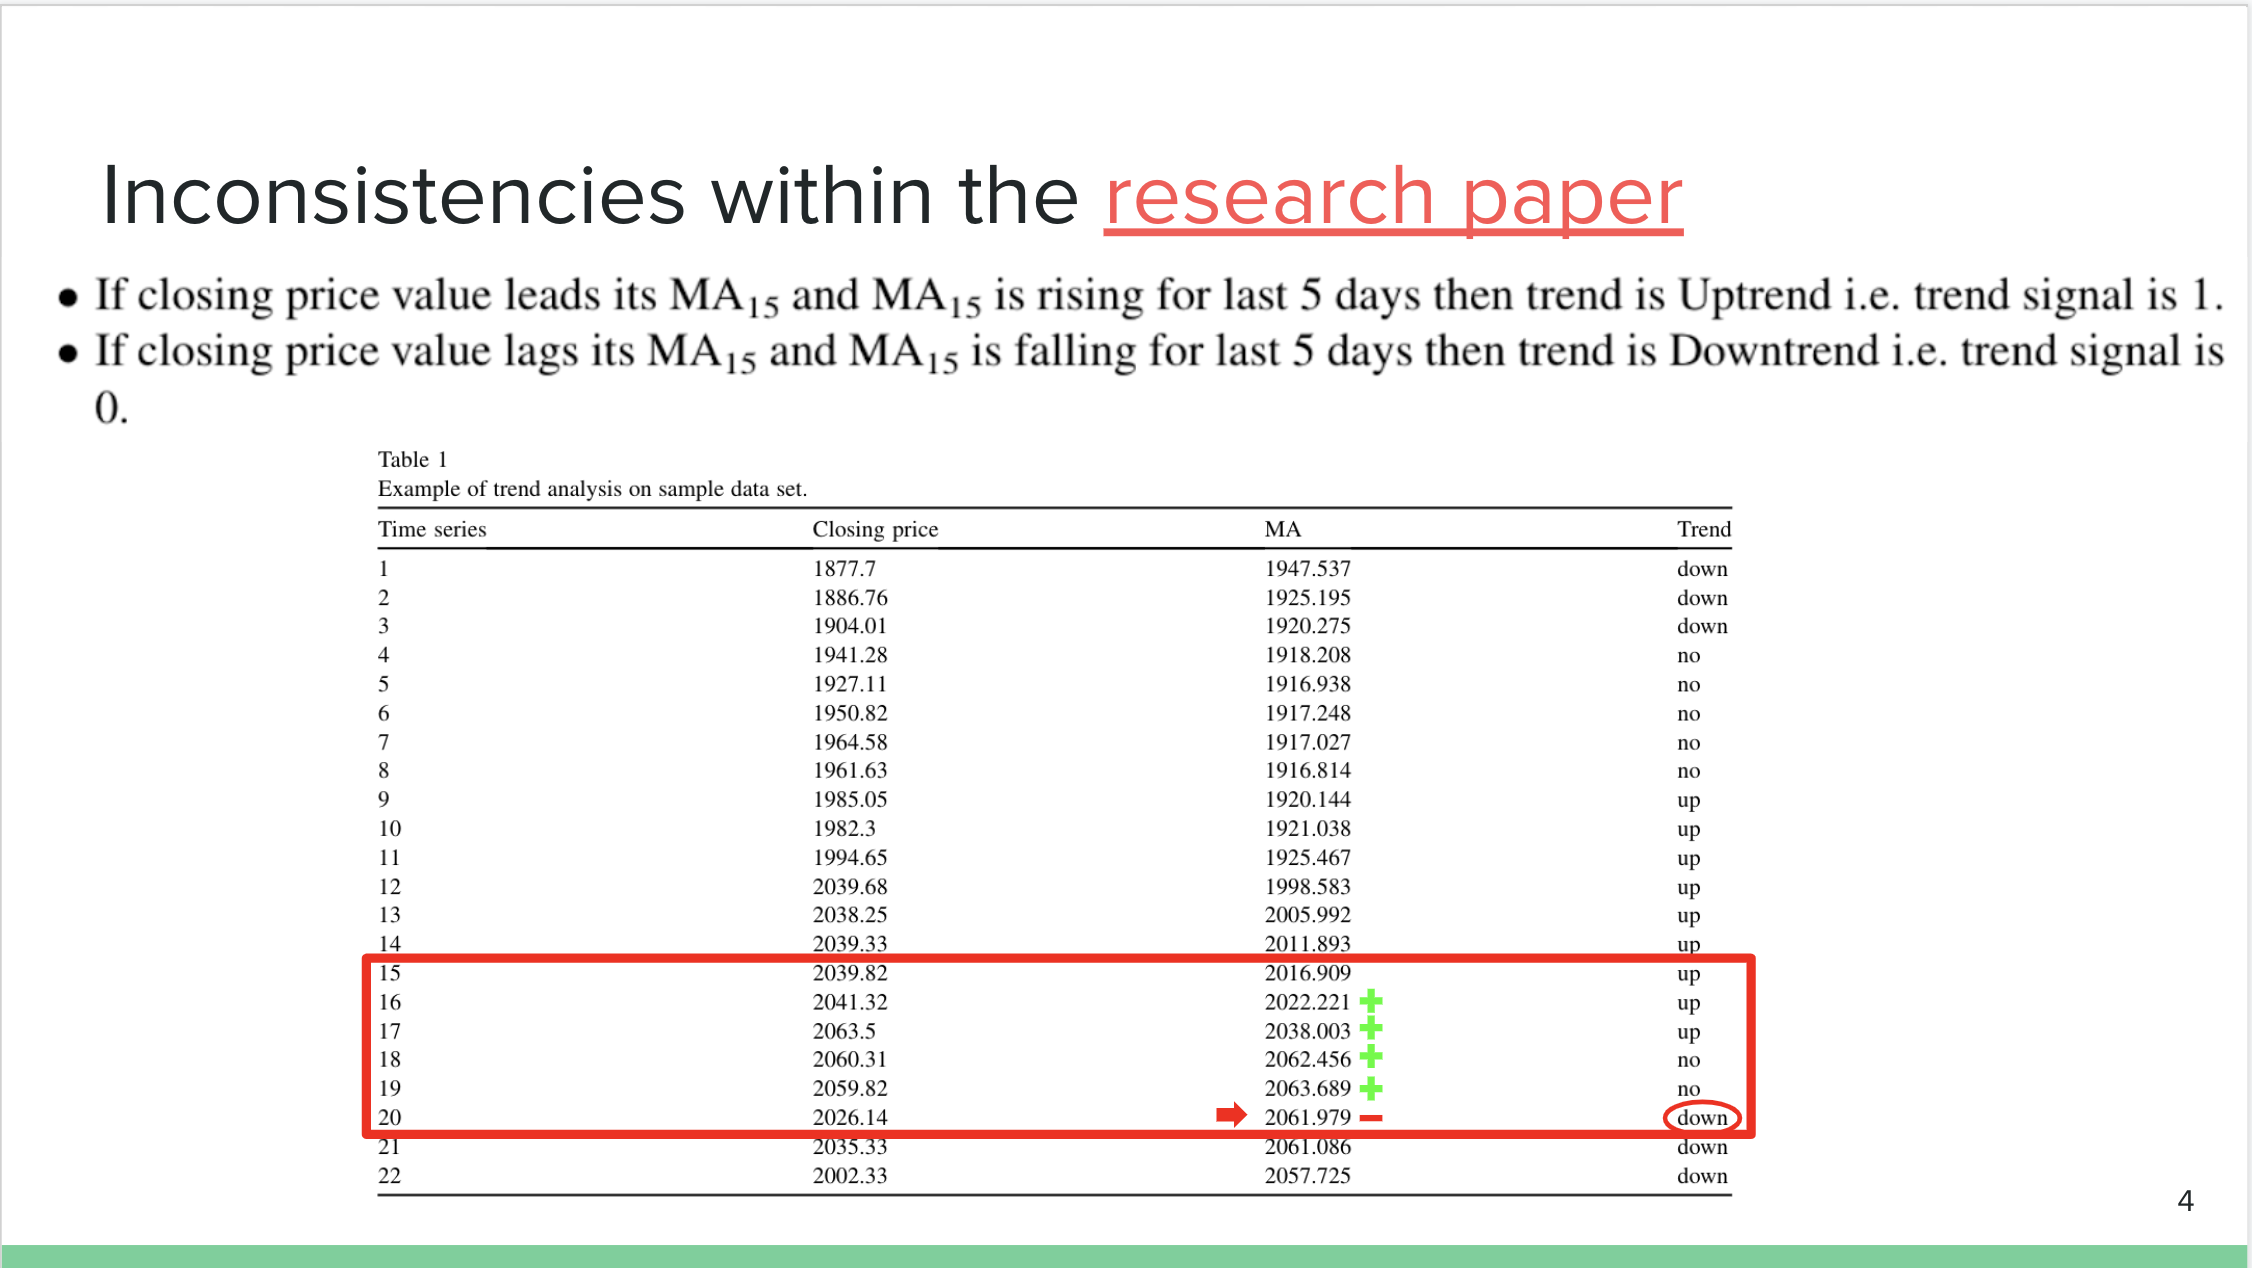 Inconsistencies within the research paper
● If closing price value leads its MA₁₅ and MA₁₅ is rising for last 5 days then trend is Uptrend i.e. trend signal is 1.
● If closing price value lags its MA₁₅ and MA₁₅ is falling for last 5 days then trend is Downtrend i.e. trend signal is
0.
Table 1
Example of trend analysis on sample data set.
Time series Closing price MA Trend
1 1877.7 1947.537 down
2 1886.76 1925.195 down
3 1904.01 1920.275 down
4 1941.28 1918.208 no
5 1927.11 1916.938 no
6 1950.82 1917.248 no
7 1964.58 1917.027 no
8 1961.63 1916.814 no
9 1985.05 1920.144 up
10 1982.3 1921.038 up
11 1994.65 1925.467 up
12 2039.68 1998.583 up
13 2038.25 2005.992 up
14 2039.33 2011.893 up
15 2039.82 2016.909 up
16 2041.32 2022.221 up
17 2063.5 2038.003 up
18 2060.31 2062.456 no
19 2059.82 2063.689 no
20 2026.14 2061.979 down
21 2035.33 2061.086 down
22 2002.33 2057.725 down
4